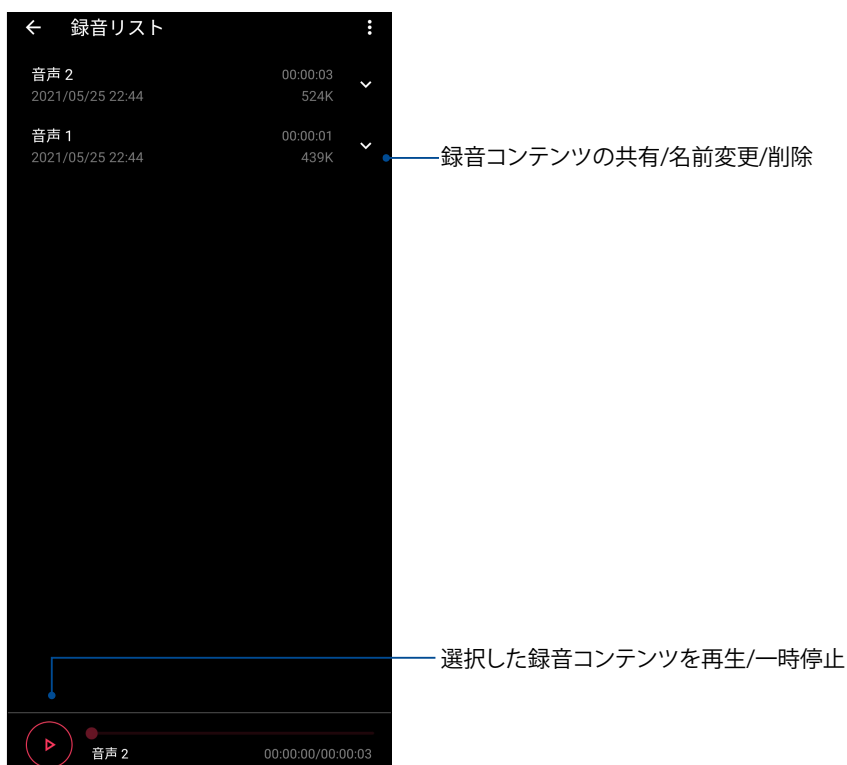 録音リスト
音声 2 00:00:03
2021/05/25 22:44 524K
音声 1 00:00:01
2021/05/25 22:44 439K
録音コンテンツの共有/名前変更/削除
選択した録音コンテンツを再生/一時停止
音声 2 00:00:00/00:00:03